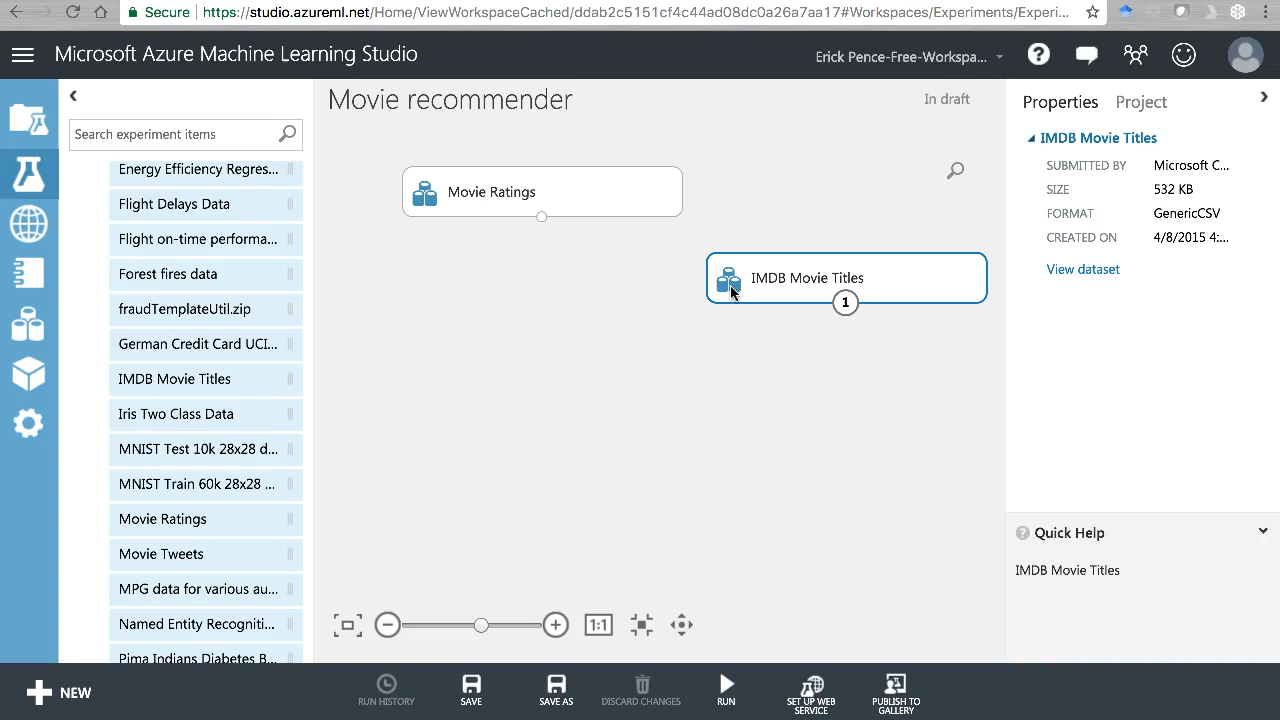 Secure
https://studio.azureml.net/Home/ViewWorkspaceCached/ddab2c5151cf4c44ad08dc0a26a7aa17#Workspaces/Experiments/Experi...
Microsoft Azure Machine Learning Studio
Erick Pence-Free-Workspa...
Search experiment items
Energy Efficiency Regres...
Flight Delays Data
Flight on-time performa...
Forest fires data
fraudTemplateUtil.zip
German Credit Card UCI...
IMDB Movie Titles
Iris Two Class Data
MNIST Test 10k 28x28 d...
MNIST Train 60k 28x28 ...
Movie Ratings
Movie Tweets
MPG data for various au...
Named Entity Recogniti...
Pima Indians Diabetes B...
Movie recommender
In draft
Movie Ratings
IMDB Movie Titles
1
1:1
Properties
Project
IMDB Movie Titles
SUBMITTED BY Microsoft C...
SIZE 532 KB
FORMAT GenericCSV
CREATED ON 4/8/2015 4:...
View dataset
Quick Help
IMDB Movie Titles
NEW
RUN HISTORY
SAVE
SAVE AS
DISCARD CHANGES
RUN
SET UP WEB
SERVICE
PUBLISH TO
GALLERY